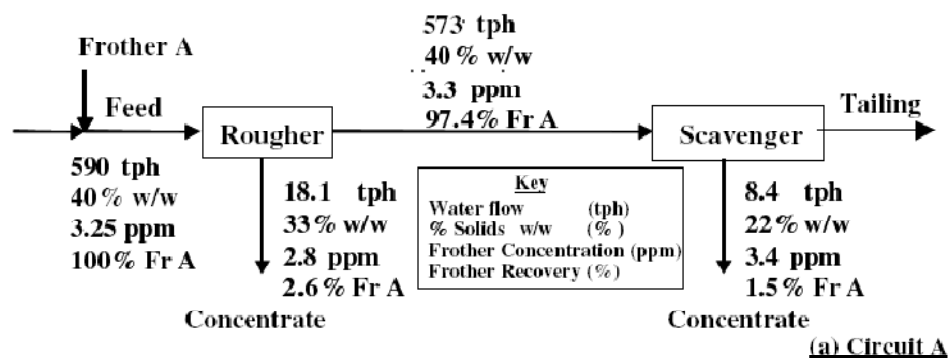 Frother A
Feed
590 tph
40% w/w
3.25 ppm
100% Fr A
Rougher
573 tph
40% w/w
3.3 ppm
97.4% Fr A
18.1 tph
33% w/w
2.8 ppm
2.6% Fr A
Concentrate
Key
Water flow (tph)
% Solids w/w (%)
Frother Concentration (ppm)
Frother Recovery (%)
Scavenger
Tailing
8.4 tph
22% w/w
3.4 ppm
1.5% Fr A
Concentrate
(a) Circuit A